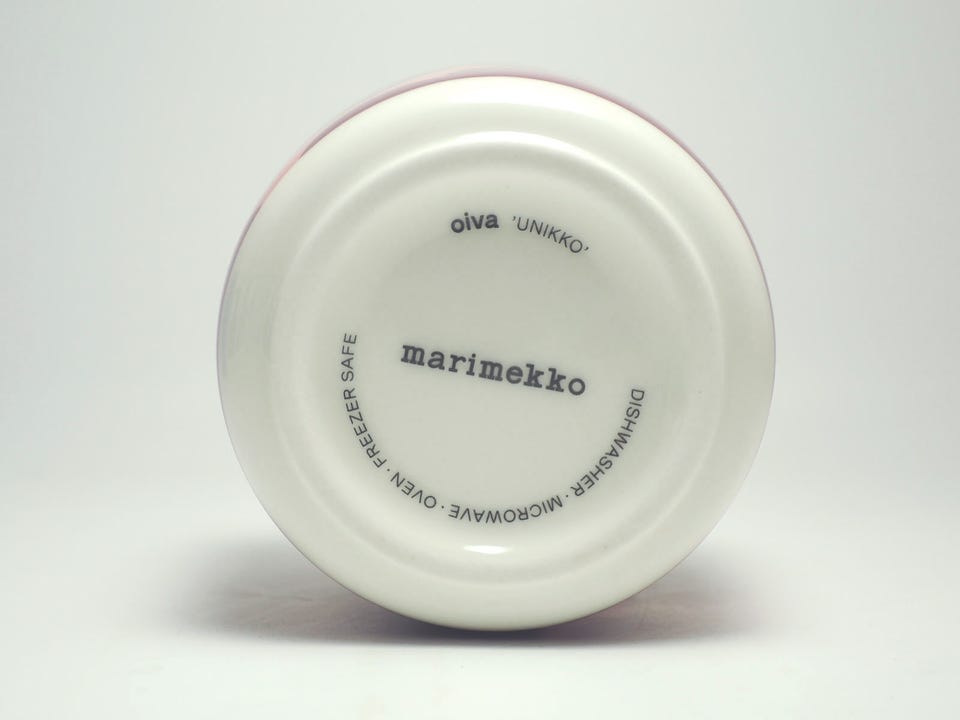 oiva 'UNIKKO'
marimekko
DISHWASHER · MICROWAVE · OVEN · FREEZER SAFE